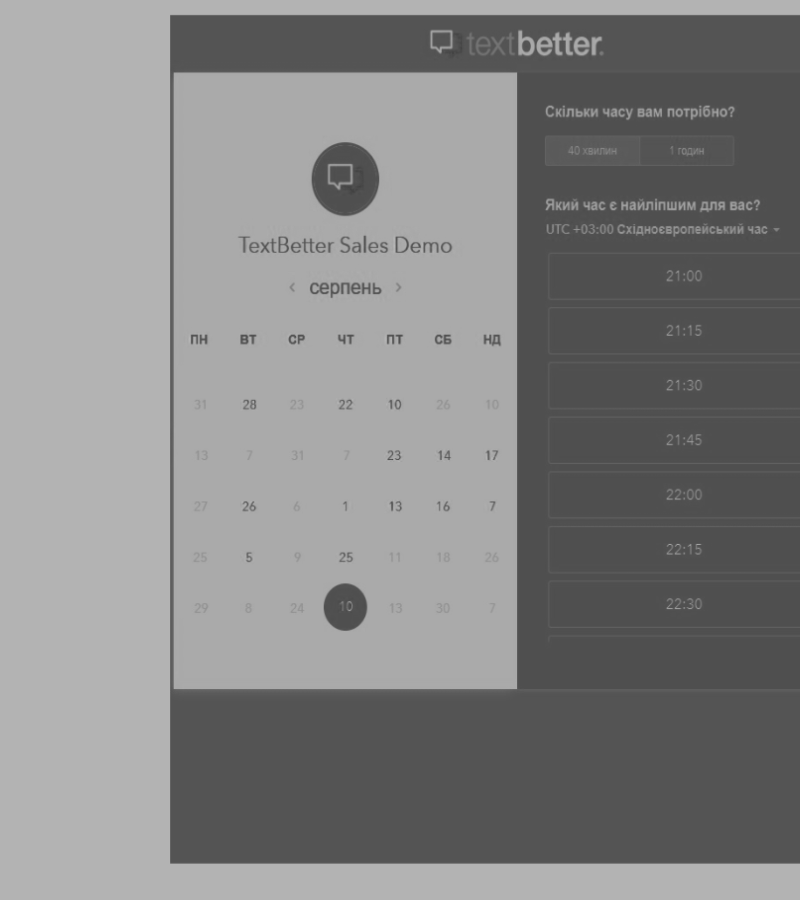 textbetter.
TextBetter Sales Demo
‹ серпень ›
ПН ВТ СР ЧТ ПТ СБ НД
31 28 23 22 10 26 10
13 7 31 7 23 14 17
27 26 6 1 13 16 7
25 5 9 25 11 18 26
29 8 24 10 13 30 7
Скільки часу вам потрібно?
40 хвилин 1 годин
Який час є найліпшим для вас?
UTC +03:00 Східноєвропейський час
21:00
21:15
21:30
21:45
22:00
22:15
22:30